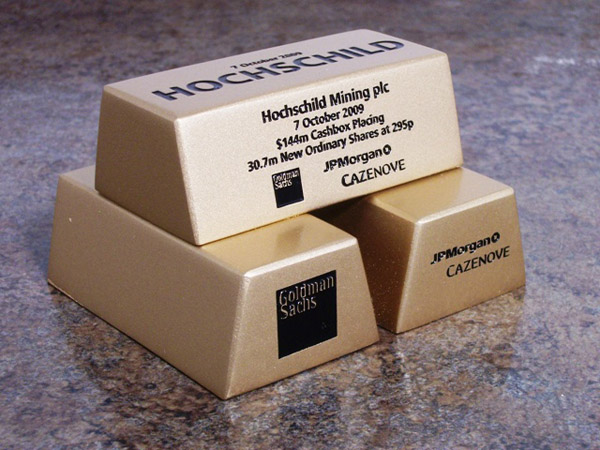 7 October 2009
HOCHSCHILD
Hochschild Mining plc
7 October 2009
$144m Cashbox Placing
30.7m New Ordinary Shares at 295p
Goldman
Sachs
JPMorgan
CAZENOVE
Goldman
Sachs
JPMorgan
CAZENOVE